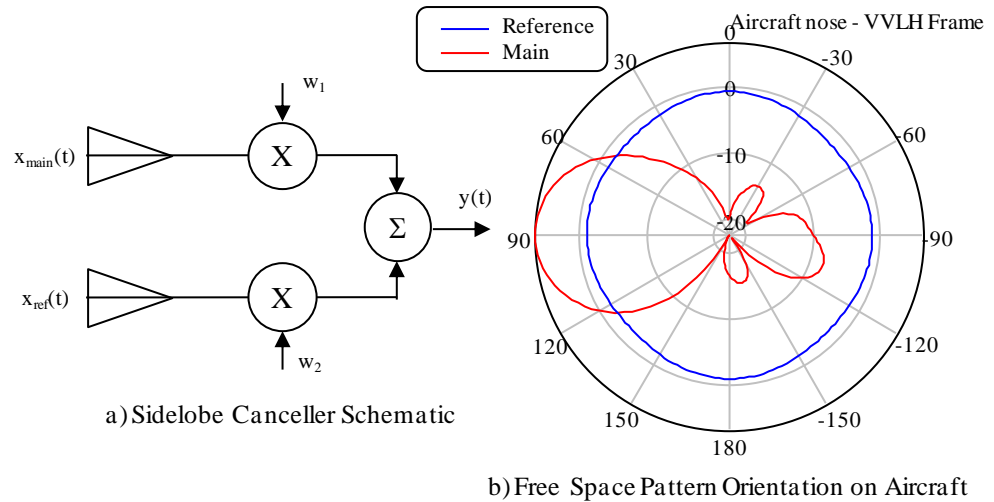 Reference
Main
Aircraft nose - VVLH Frame
w1
X
xmain(t)
Σ
y(t)
xref(t)
X
w2
a) Sidelobe Canceller Schematic
0
30
-30
60
-60
90
-90
120
-120
150
-150
180
0
-10
-20
b) Free Space Pattern Orientation on Aircraft